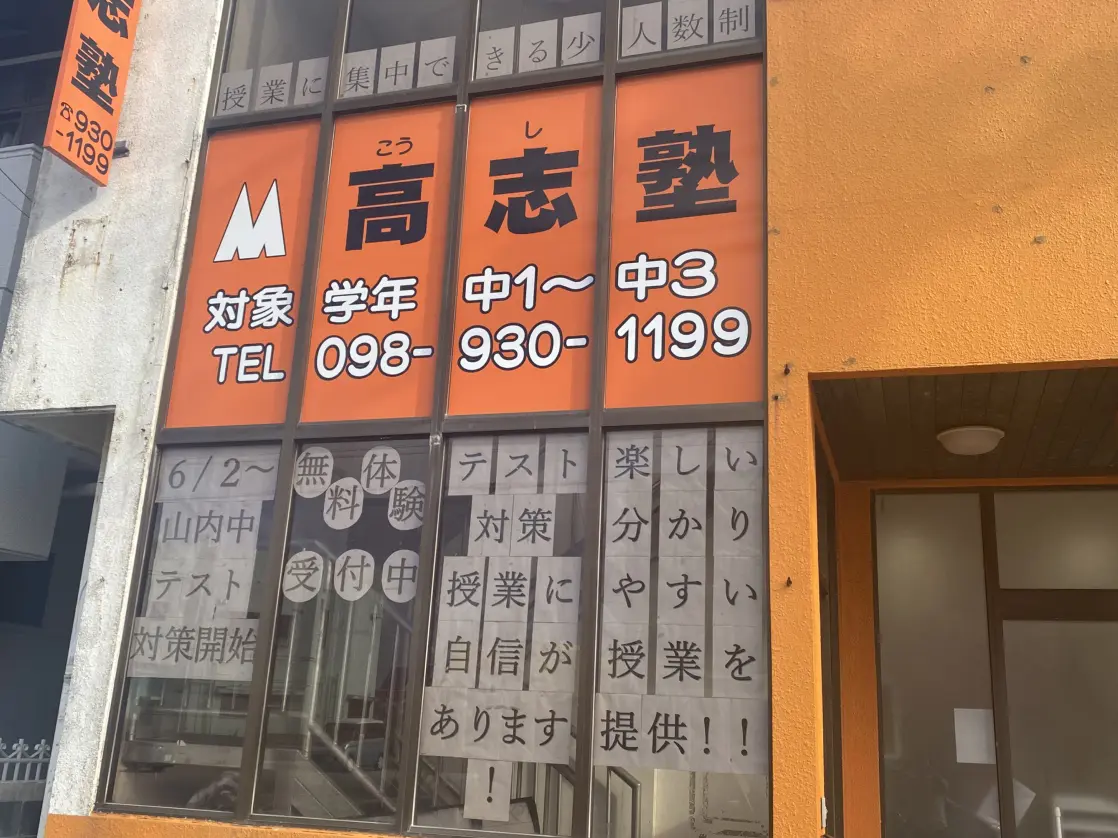 志塾
☎930
-1199
授業に集中できる少人数制
こう し
高志塾
対象学年 中1〜中3
TEL 098-930-1199
6/2~
山内中
テスト
対策開始
無料体験
受付中
テスト
対策
授業に
自信が
あります
!
楽しい
分かり
やすい
授業を
提供!!